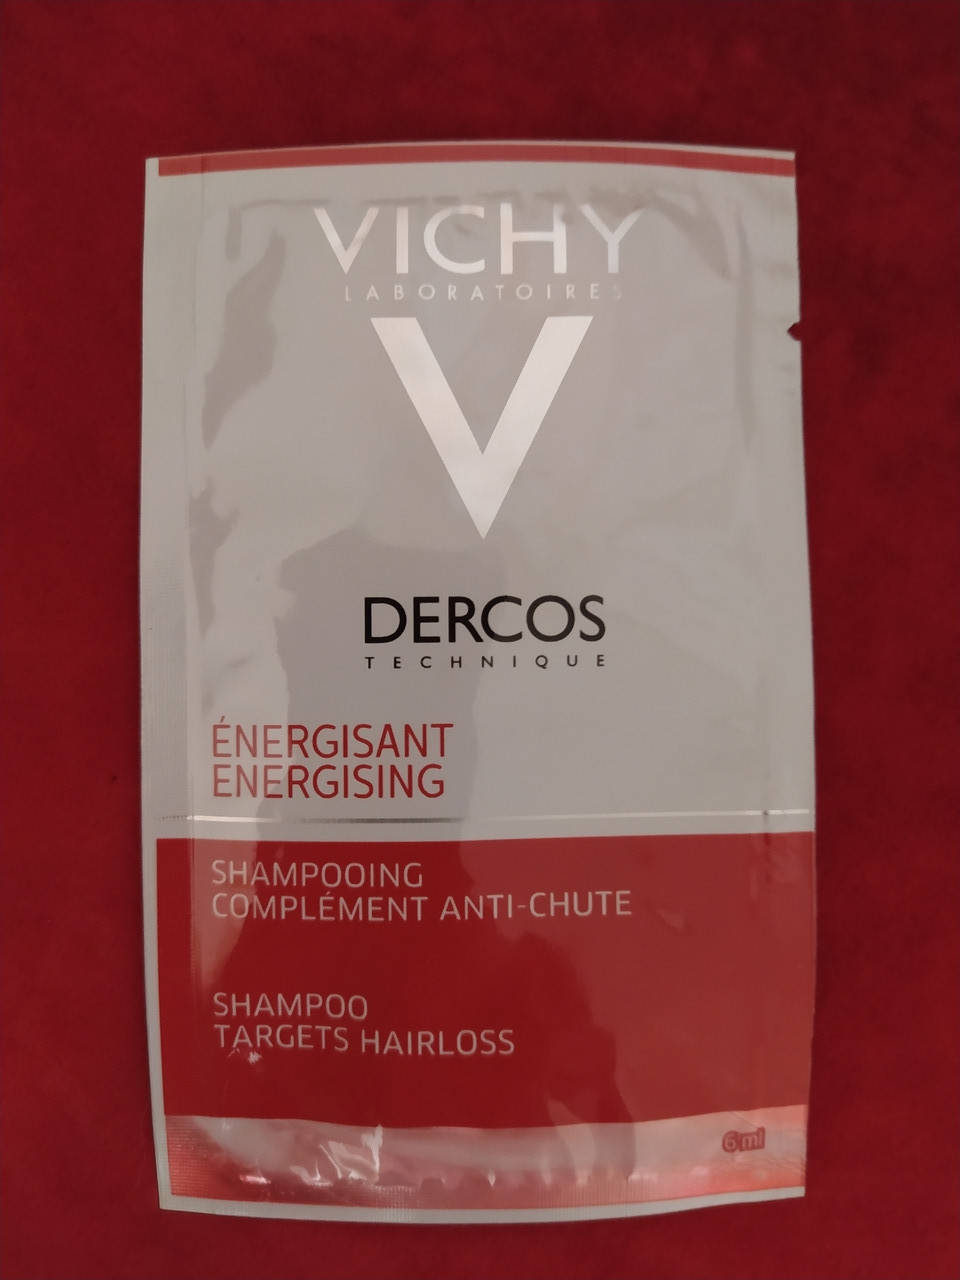 VICHY
LABORATOIRES
V
DERCOS
TECHNIQUE
ÉNERGISANT
ENERGISING
SHAMPOOING
COMPLÉMENT ANTI-CHUTE
SHAMPOO
TARGETS HAIRLOSS
6 ml